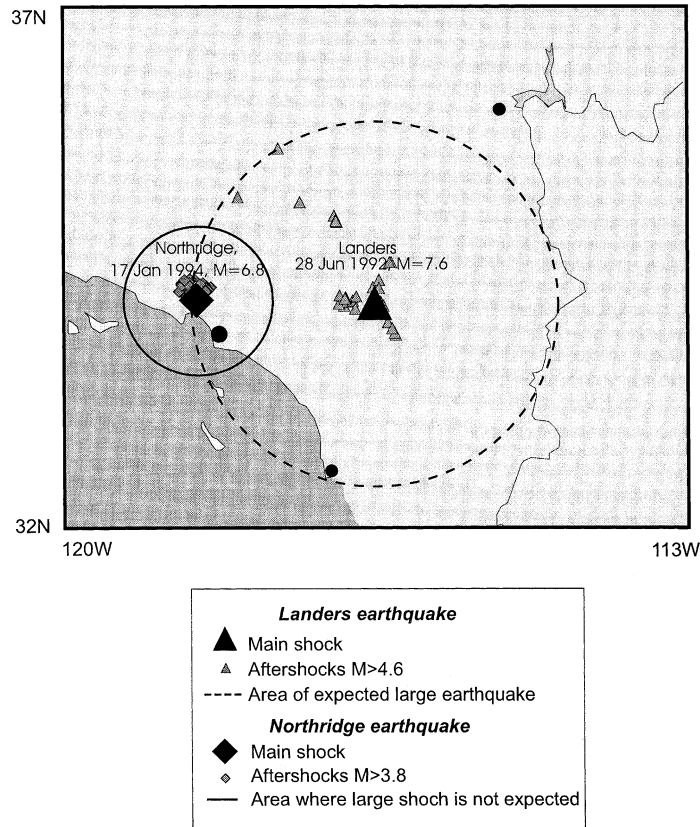 37N
Northridge,
17 Jan 1994, M=6.8
Landers
28 Jun 1992, M=7.6
32N
120W
113W
Landers earthquake
Main shock
Aftershocks M>4.6
Area of expected large earthquake
Northridge earthquake
Main shock
Aftershocks M>3.8
Area where large shoch is not expected